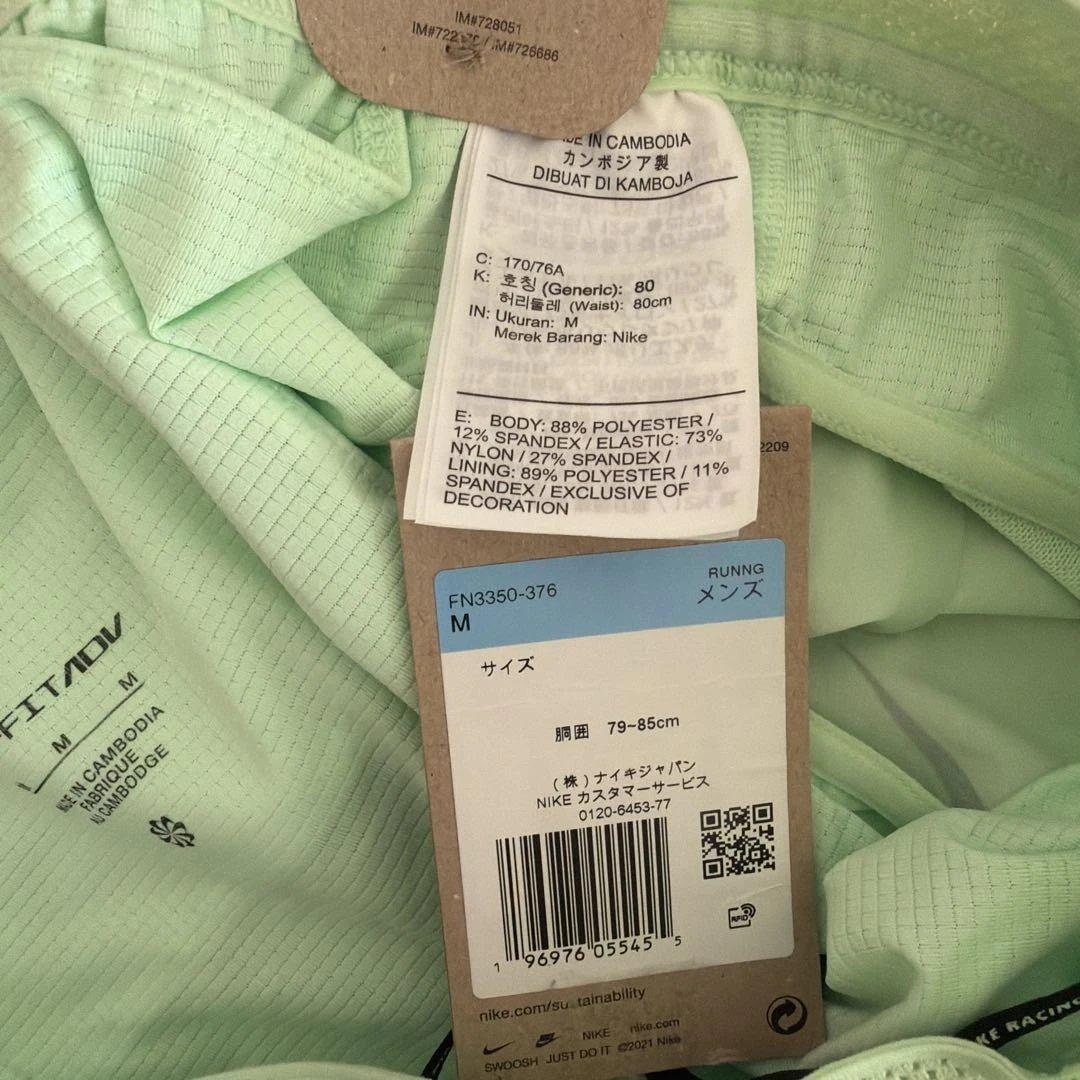 IM#728051
IM#726686
IN CAMBODIA
カンボジア製
DIBUAT DI KAMBOJA
C: 170/76A
K: 호칭 (Generic): 80
허리둘레 (Waist): 80cm
IN: Ukuran: M
Merek Barang: Nike
E: BODY: 88% POLYESTER /
12% SPANDEX / ELASTIC: 73%
NYLON / 27% SPANDEX /
LINING: 89% POLYESTER / 11%
SPANDEX / EXCLUSIVE OF
DECORATION
2209
FN3350-376
RUNNG
M
メンズ
サイズ
胴囲 79~85cm
(株)ナイキジャパン
NIKE カスタマーサービス
0120-6453-77
1 96976 05545 5
RFID
nike.com/sustainability
NIKE nike.com
SWOOSH JUST DO IT ©2021 Nike
FITADV
L M M
MADE IN CAMBODIA
FABRIQUE
AU CAMBODGE
KE RACING